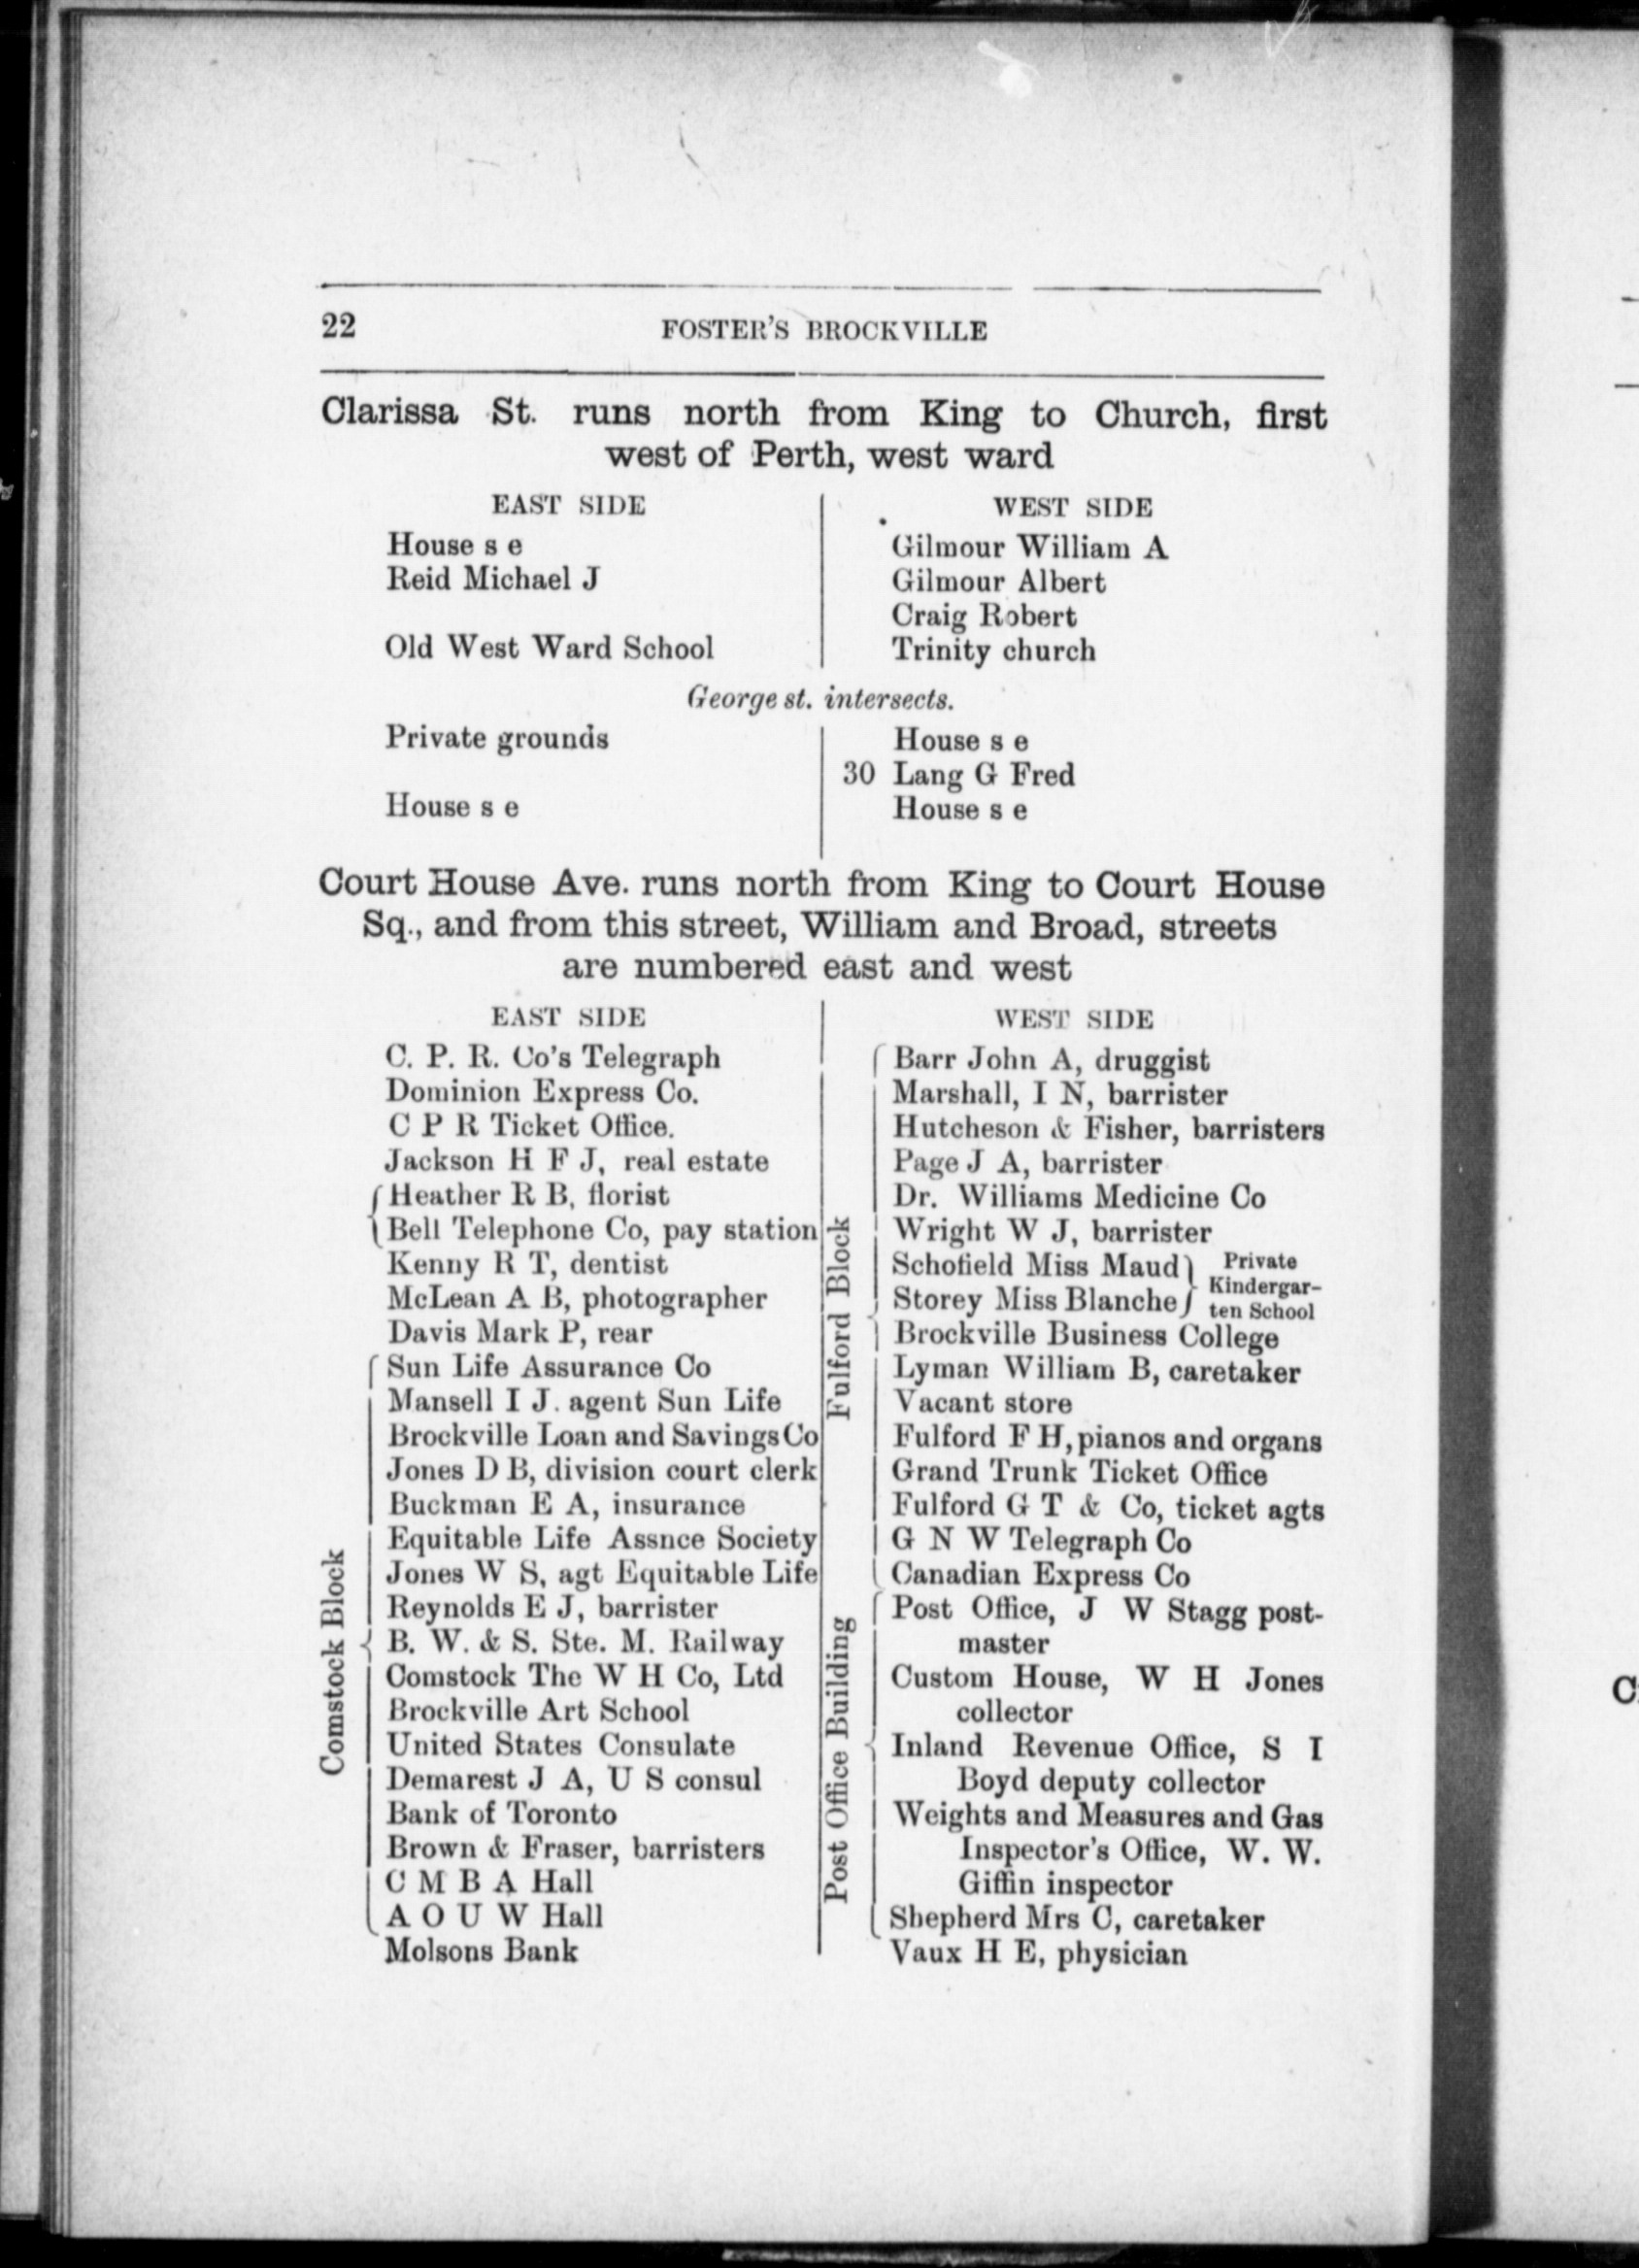 22
FOSTER'S BROCKVILLE
Clarissa St. runs north from King to Church, first
west of Perth, west ward
EAST SIDE
House s e
Reid Michael J
Old West Ward School
WEST SIDE
Gilmour William A
Gilmour Albert
Craig Robert
Trinity church
George st. intersects.
Private grounds
House s e
House s e
30 Lang G Fred
House s e
Court House Ave. runs north from King to Court House
Sq., and from this street, William and Broad, streets
are numbered east and west
EAST SIDE
C. P. R. Co's Telegraph
Dominion Express Co.
C P R Ticket Office.
Jackson H F J, real estate
Heather R B, florist
Bell Telephone Co, pay station
Kenny R T, dentist
McLean A B, photographer
Davis Mark P, rear
Comstock Block
Sun Life Assurance Co
Mansell I J. agent Sun Life
Brockville Loan and Savings Co
Jones D B, division court clerk
Buckman E A, insurance
Equitable Life Assnce Society
Jones W S, agt Equitable Life
Reynolds E J, barrister
B. W. & S. Ste. M. Railway
Comstock The W H Co, Ltd
Brockville Art School
United States Consulate
Demarest J A, U S consul
Bank of Toronto
Brown & Fraser, barristers
C M B A Hall
A O U W Hall
Molsons Bank
WEST SIDE
Fulford Block
Barr John A, druggist
Marshall, I N, barrister
Hutcheson & Fisher, barristers
Page J A, barrister
Dr. Williams Medicine Co
Wright W J, barrister
Schofield Miss Maud
Storey Miss Blanche
Private
Kindergar-
ten School
Brockville Business College
Lyman William B, caretaker
Vacant store
Fulford F H, pianos and organs
Grand Trunk Ticket Office
Fulford G T & Co, ticket agts
G N W Telegraph Co
Canadian Express Co
Post Office Building
Post Office, J W Stagg post-
master
Custom House, W H Jones
collector
Inland Revenue Office, S I
Boyd deputy collector
Weights and Measures and Gas
Inspector's Office, W. W.
Giffin inspector
Shepherd Mrs C, caretaker
Vaux H E, physician